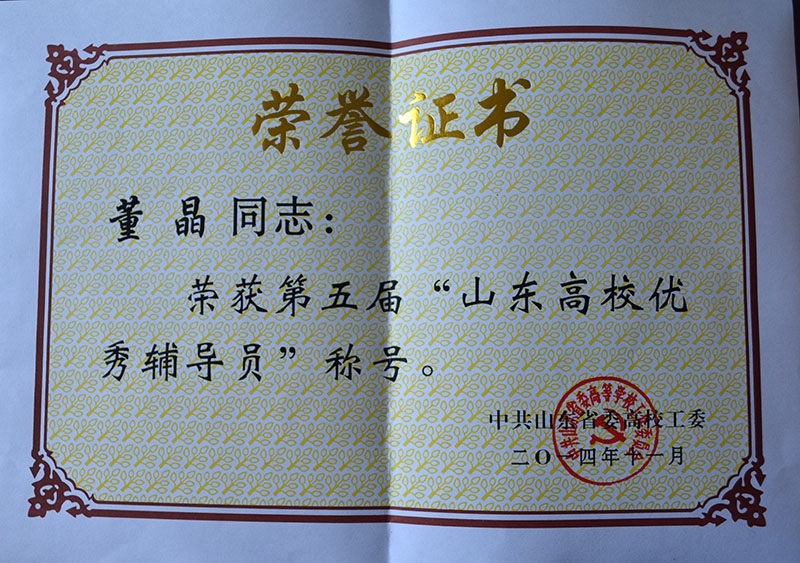 荣誉证书
董晶同志：
荣获第五届“山东高校优
秀辅导员”称号。
中共山东省委高校工委
二〇一四年十一月